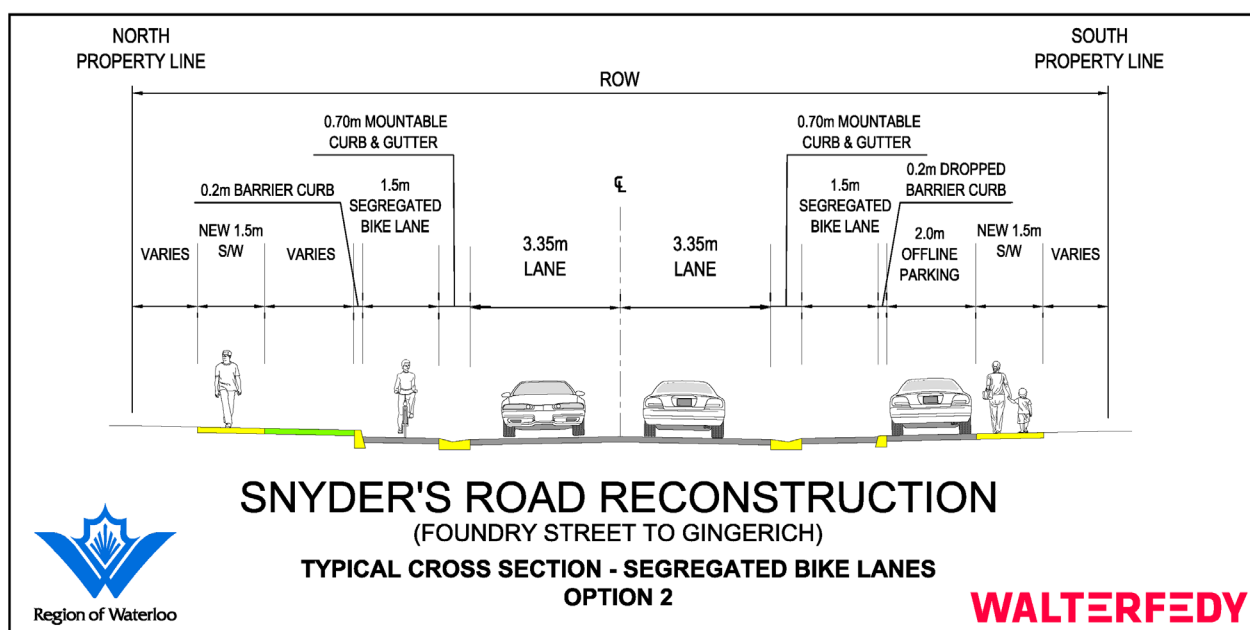 NORTH
PROPERTY LINE
SOUTH
PROPERTY LINE
ROW
0.70m MOUNTABLE
CURB & GUTTER
0.70m MOUNTABLE
CURB & GUTTER
0.2m BARRIER CURB
1.5m
SEGREGATED
BIKE LANE
℄
1.5m
SEGREGATED
BIKE LANE
0.2m DROPPED
BARRIER CURB
VARIES
NEW 1.5m
S/W
VARIES
3.35m
LANE
3.35m
LANE
2.0m
OFFLINE
PARKING
NEW 1.5m
S/W
VARIES
SNYDER'S ROAD RECONSTRUCTION
(FOUNDRY STREET TO GINGERICH)
TYPICAL CROSS SECTION - SEGREGATED BIKE LANES
OPTION 2
Region of Waterloo
WALTERFEDY